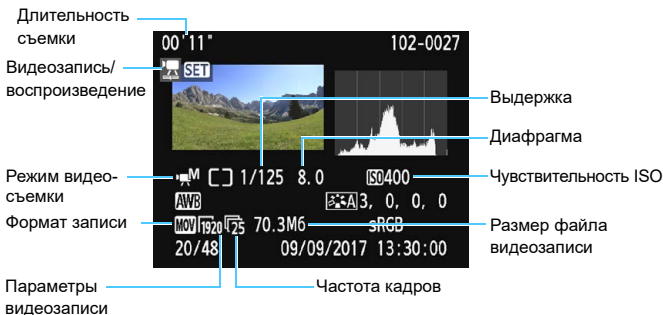 Длительность
съемки
00'11" 102-0027
Видеозапись/
воспроизведение
SET
Выдержка
Диафрагма
Режим видео-
съемки
M 1/125 8.0 ISO400
Чувствительность ISO
AWB A3, 0, 0, 0
Формат записи
MOV 1920 25 70.3M6 sRGB
Размер файла
видеозаписи
20/48 09/09/2017 13:30:00
Параметры
видеозаписи
Частота кадров